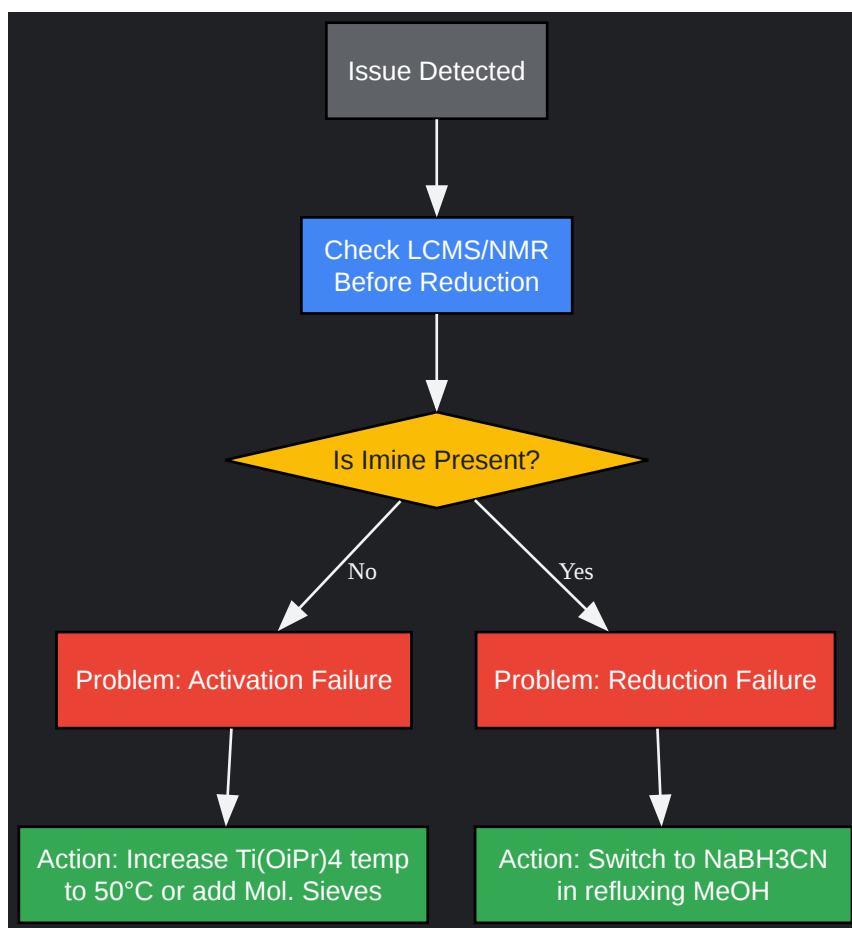 Issue Detected
Check LCMS/NMR
Before Reduction
Is Imine Present?
No
Yes
Problem: Activation Failure
Problem: Reduction Failure
Action: Increase Ti(OiPr)4 temp
to 50°C or add Mol. Sieves
Action: Switch to NaBH3CN
in refluxing MeOH